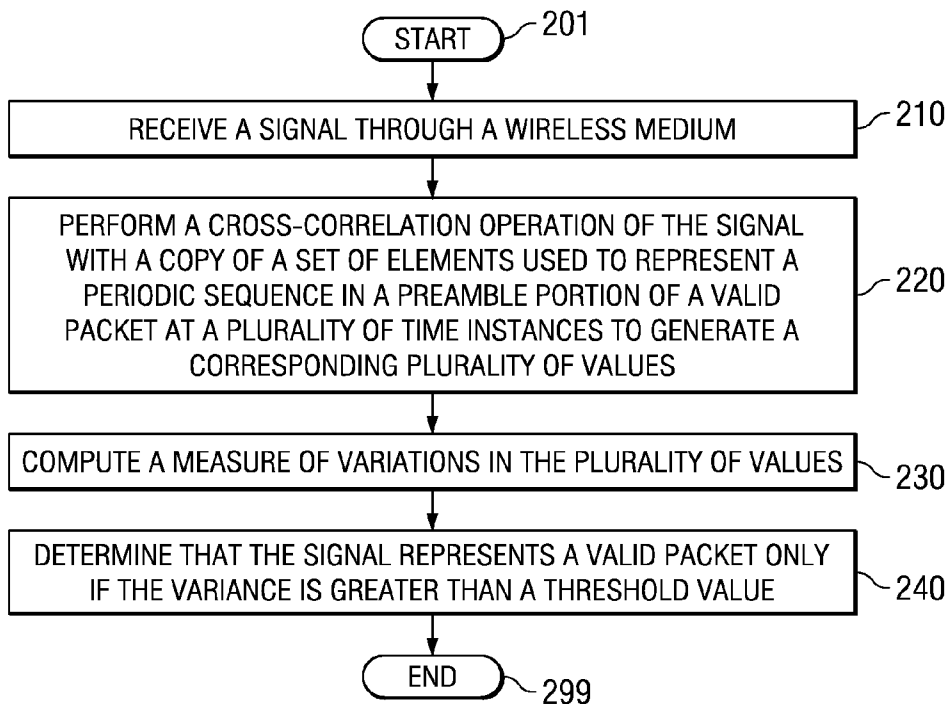 START
201
RECEIVE A SIGNAL THROUGH A WIRELESS MEDIUM
210
PERFORM A CROSS-CORRELATION OPERATION OF THE SIGNAL
WITH A COPY OF A SET OF ELEMENTS USED TO REPRESENT A
PERIODIC SEQUENCE IN A PREAMBLE PORTION OF A VALID
PACKET AT A PLURALITY OF TIME INSTANCES TO GENERATE A
CORRESPONDING PLURALITY OF VALUES
220
COMPUTE A MEASURE OF VARIATIONS IN THE PLURALITY OF VALUES
230
DETERMINE THAT THE SIGNAL REPRESENTS A VALID PACKET ONLY
IF THE VARIANCE IS GREATER THAN A THRESHOLD VALUE
240
END
299